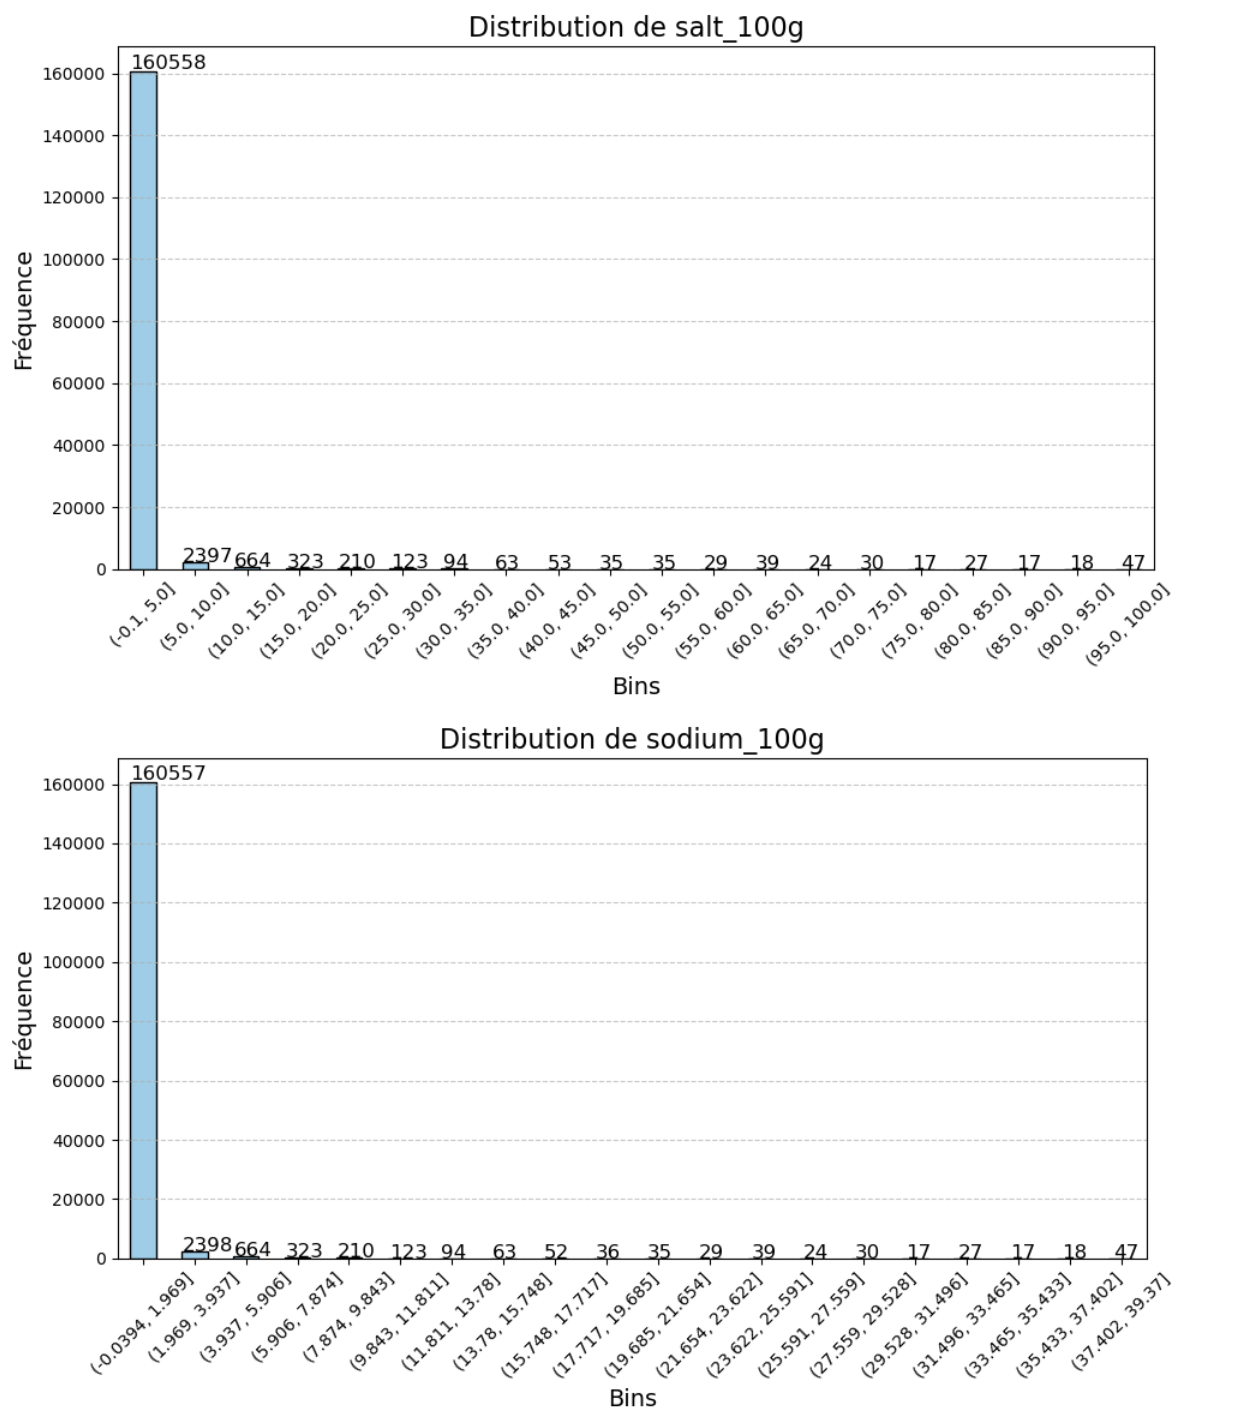 Distribution de salt_100g
160558
160000
140000
120000
100000
80000
60000
40000
20000
0
Fréquence
2397 664 323 210 123 94 63 53 35 35 29 39 24 30 17 27 17 18 47
(-0.1, 5.0] (5.0, 10.0] (10.0, 15.0] (15.0, 20.0] (20.0, 25.0] (25.0, 30.0] (30.0, 35.0] (35.0, 40.0] (40.0, 45.0] (45.0, 50.0] (50.0, 55.0] (55.0, 60.0] (60.0, 65.0] (65.0, 70.0] (70.0, 75.0] (75.0, 80.0] (80.0, 85.0] (85.0, 90.0] (90.0, 95.0] (95.0, 100.0]
Bins
Distribution de sodium_100g
160557
160000
140000
120000
100000
80000
60000
40000
20000
0
Fréquence
2398 664 323 210 123 94 63 52 36 35 29 39 24 30 17 27 17 18 47
(-0.0394, 1.969] (1.969, 3.937] (3.937, 5.906] (5.906, 7.874] (7.874, 9.843] (9.843, 11.811] (11.811, 13.78] (13.78, 15.748] (15.748, 17.717] (17.717, 19.685] (19.685, 21.654] (21.654, 23.622] (23.622, 25.591] (25.591, 27.559] (27.559, 29.528] (29.528, 31.496] (31.496, 33.465] (33.465, 35.433] (35.433, 37.402] (37.402, 39.37]
Bins